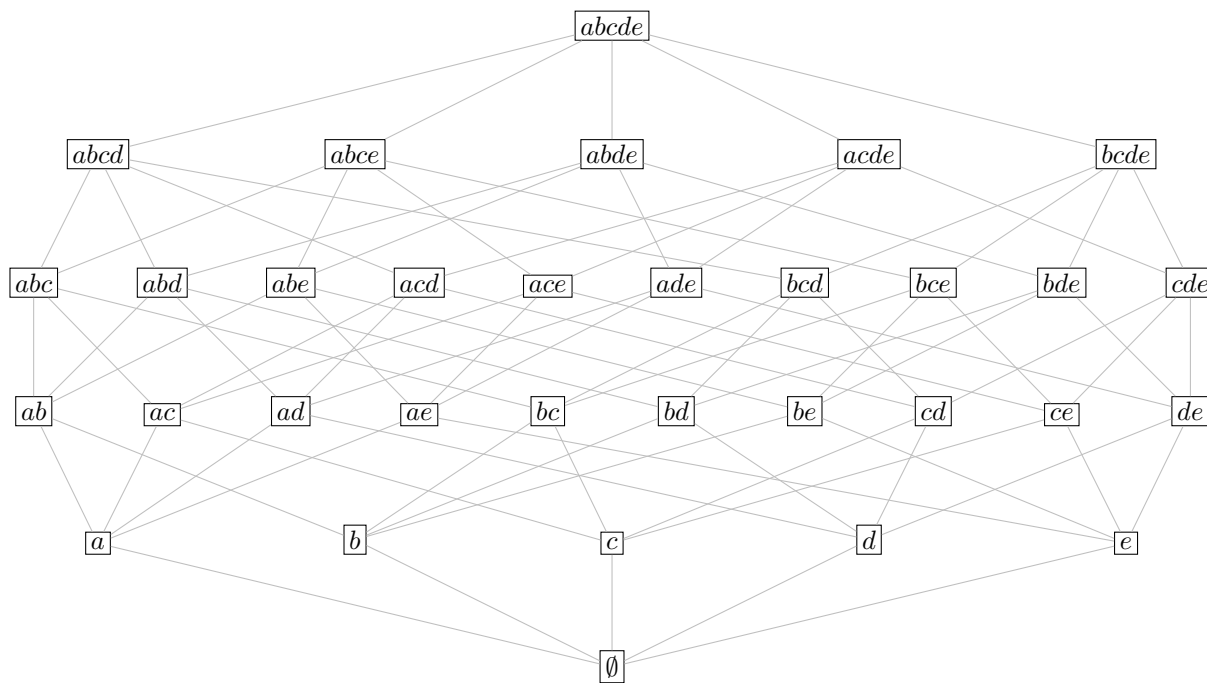 abcde
abcd abce abde acde bcde
abc abd abe acd ace ade bcd bce bde cde
ab ac ad ae bc bd be cd ce de
a b c d e
∅